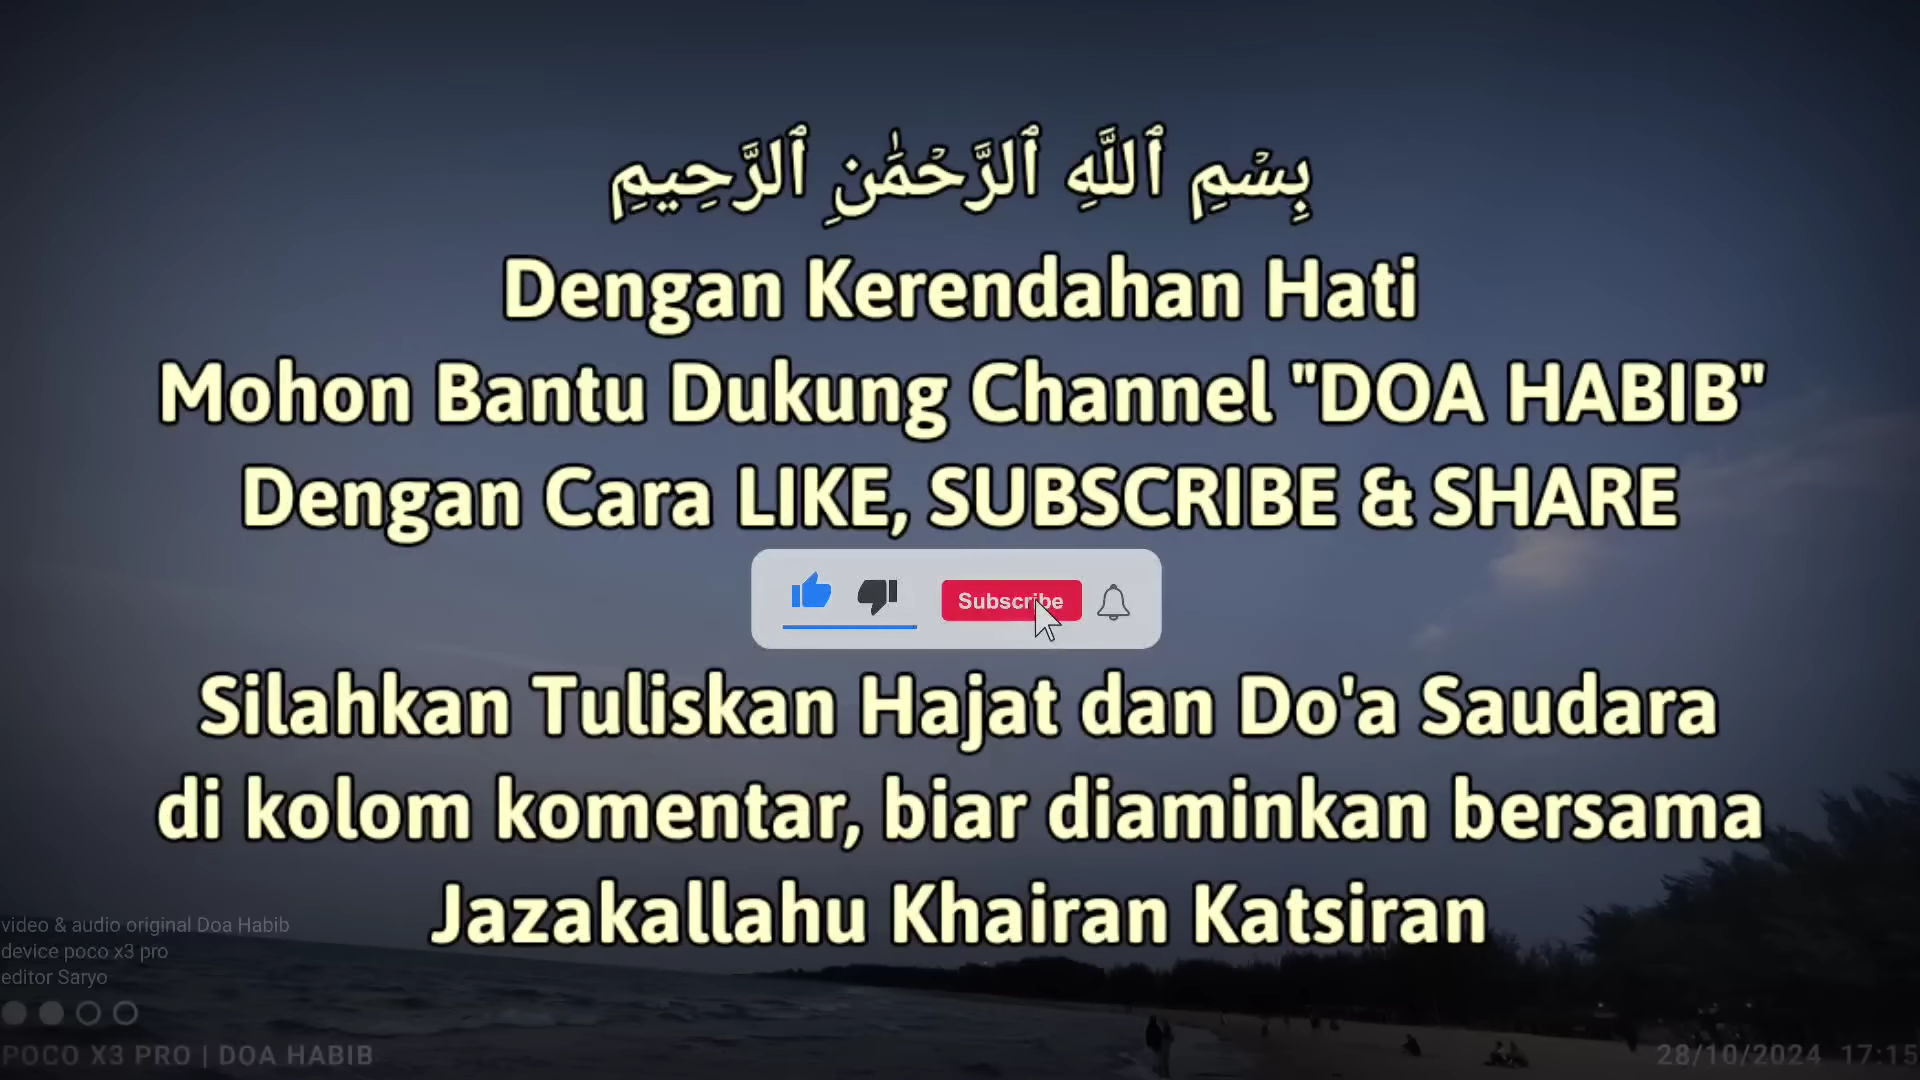 بِسْمِ ٱللَّهِ ٱلرَّحْمَٰنِ ٱلرَّحِيمِ
Dengan Kerendahan Hati
Mohon Bantu Dukung Channel "DOA HABIB"
Dengan Cara LIKE, SUBSCRIBE & SHARE
Subscribe
Silahkan Tuliskan Hajat dan Do'a Saudara
di kolom komentar, biar diaminkan bersama
Jazakallahu Khairan Katsiran
video & audio original Doa Habib
device poco x3 pro
editor Saryo
POCO X3 PRO | DOA HABIB
28/10/2024 17:15